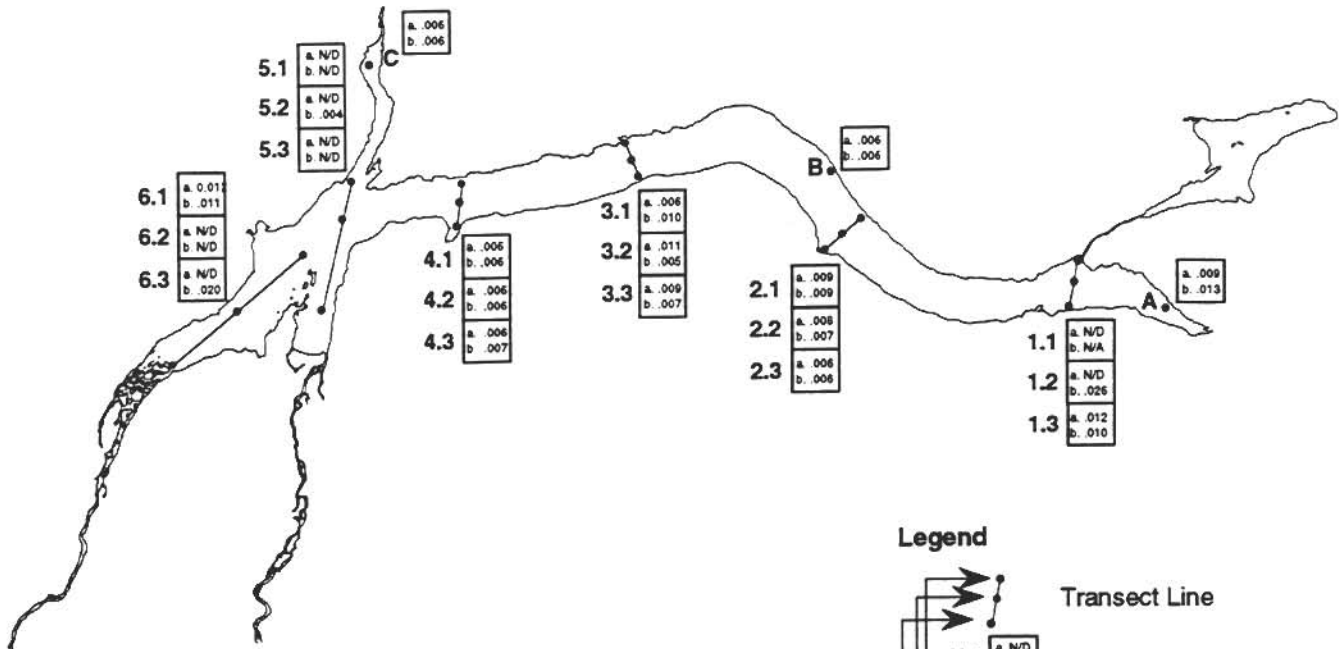 a. .006
b. .006
C
5.1 a. N/D
b. N/D
5.2 a. N/D
b. .004
5.3 a. N/D
b. N/D
B
a. .006
b. .006
6.1 a. 0.012
b. .011
6.2 a. N/D
b. N/D
6.3 a. N/D
b. .020
3.1 a. .006
b. .010
3.2 a. .011
b. .005
3.3 a. .009
b. .007
4.1 a. .006
b. .006
4.2 a. .006
b. .006
4.3 a. .006
b. .007
2.1 a. .009
b. .009
2.2 a. .008
b. .007
2.3 a. .006
b. .006
A
a. .009
b. .013
1.1 a. N/D
b. N/A
1.2 a. N/D
b. .026
1.3 a. .012
b. .010
Legend
Transect Line
a. N/D